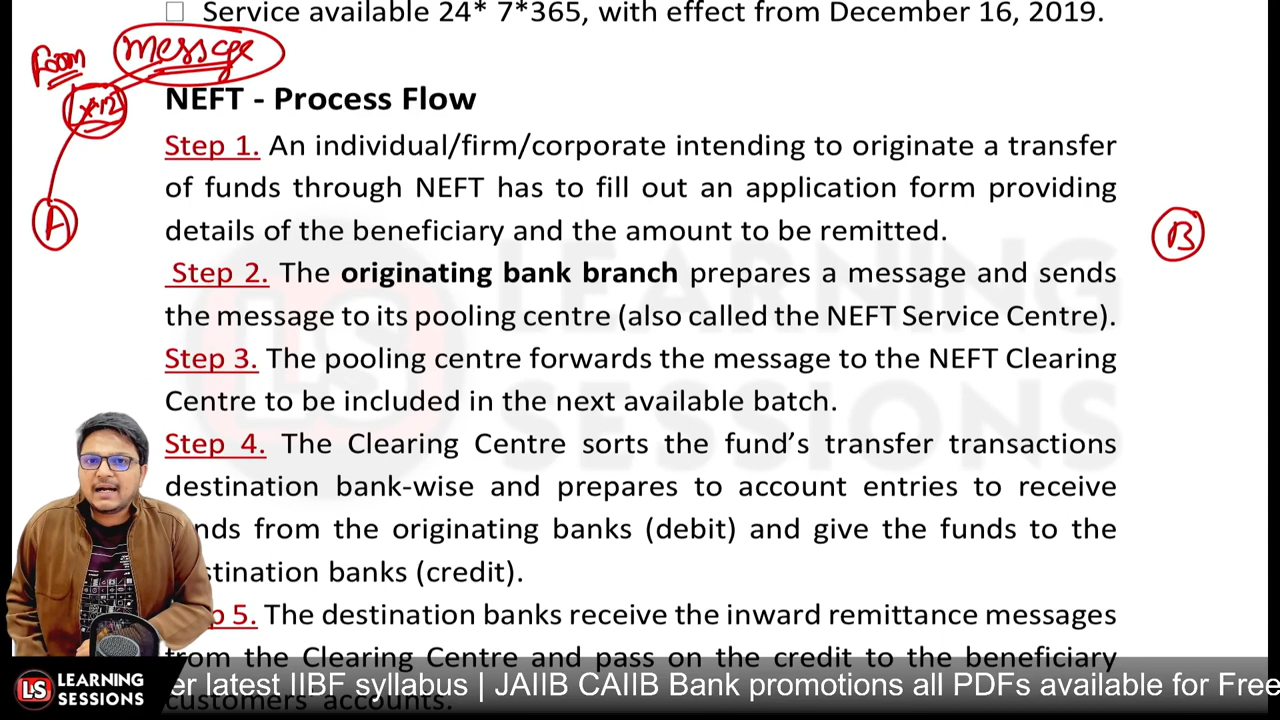 Service available 24* 7*365, with effect from December 16, 2019.
form
message
NEFT - Process Flow
Step 1. An individual/firm/corporate intending to originate a transfer
of funds through NEFT has to fill out an application form providing
details of the beneficiary and the amount to be remitted.
A
B
Step 2. The originating bank branch prepares a message and sends
the message to its pooling centre (also called the NEFT Service Centre).
Step 3. The pooling centre forwards the message to the NEFT Clearing
Centre to be included in the next available batch.
Step 4. The Clearing Centre sorts the fund’s transfer transactions
destination bank-wise and prepares to account entries to receive
nds from the originating banks (debit) and give the funds to the
stination banks (credit).
p 5. The destination banks receive the inward remittance messages
from the Clearing Centre and pass on the credit to the beneficiary
customers’ accounts.
LS LEARNING SESSIONS
er latest IIBF syllabus | JAIIB CAIIB Bank promotions all PDFs available for Free
LS LEARNING
SESSIONS